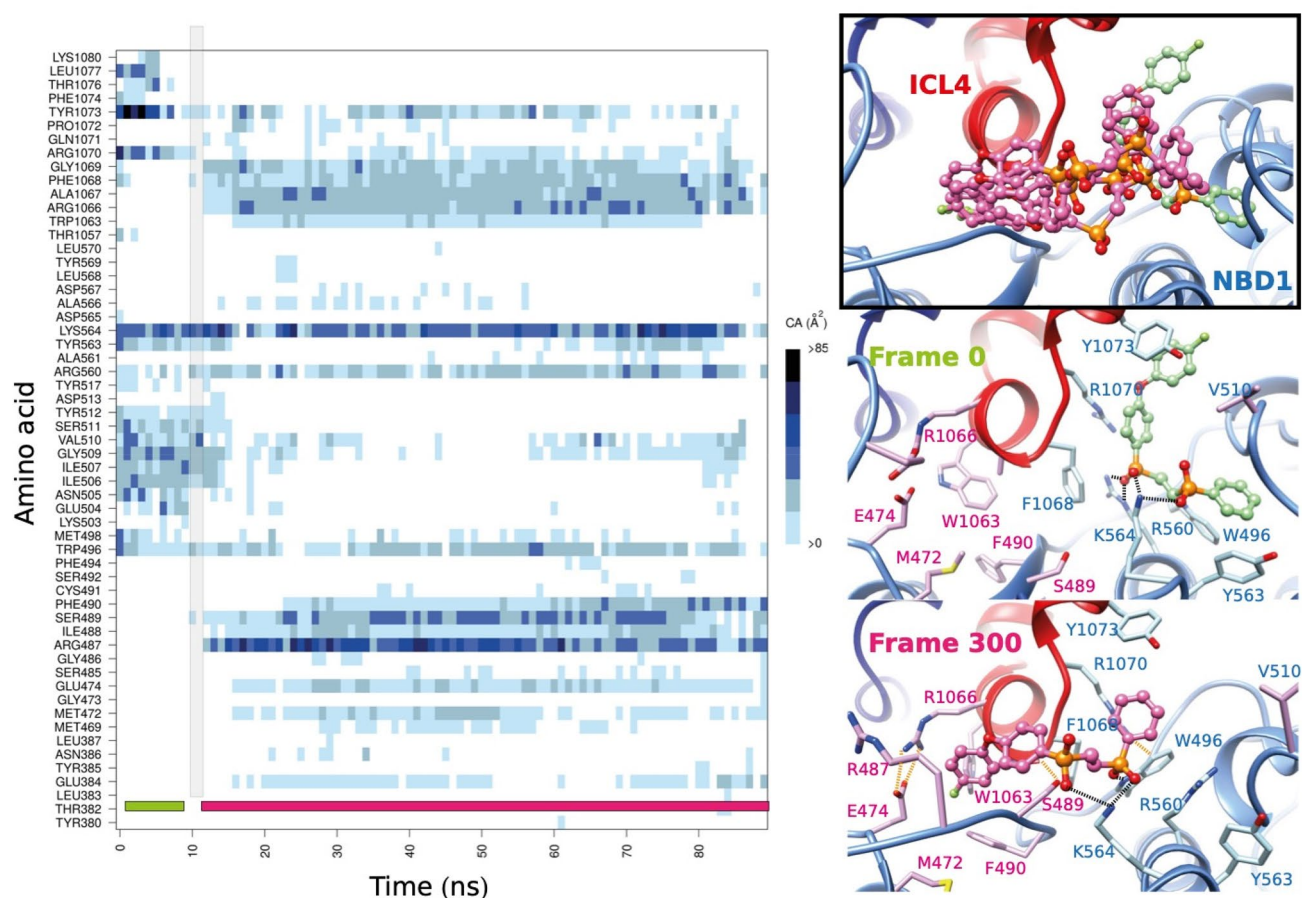 LYS1080
LEU1077
THR1076
PHE1074
TYR1073
PRO1072
GLN1071
ARG1070
GLY1069
PHE1068
ALA1067
ARG1066
TRP1063
THR1057
LEU570
TYR569
LEU568
ASP567
ALA566
ASP565
LYS564
TYR563
ALA561
ARG560
TYR517
ASP513
TYR512
SER511
VAL510
GLY509
ILE507
ILE506
ASN505
GLU504
LYS503
MET498
TRP496
PHE494
SER492
CYS491
PHE490
SER489
ILE488
ARG487
GLY486
SER485
GLU474
GLY473
MET472
MET469
LEU387
ASN386
TYR385
GLU384
LEU383
THR382
TYR380
Amino acid
0 10 20 30 40 50 60 70 80
Time (ns)
CA (Å²)
>85
>0
ICL4
NBD1
Frame 0
Y1073
R1070
V510
R1066
E474
W1063
F1068
M472
F490
S489
K564
R560
W496
Y563
Frame 300
Y1073
R1070
V510
R1066
F1068
W496
R487
E474
W1063
S489
R560
M472
F490
K564
Y563